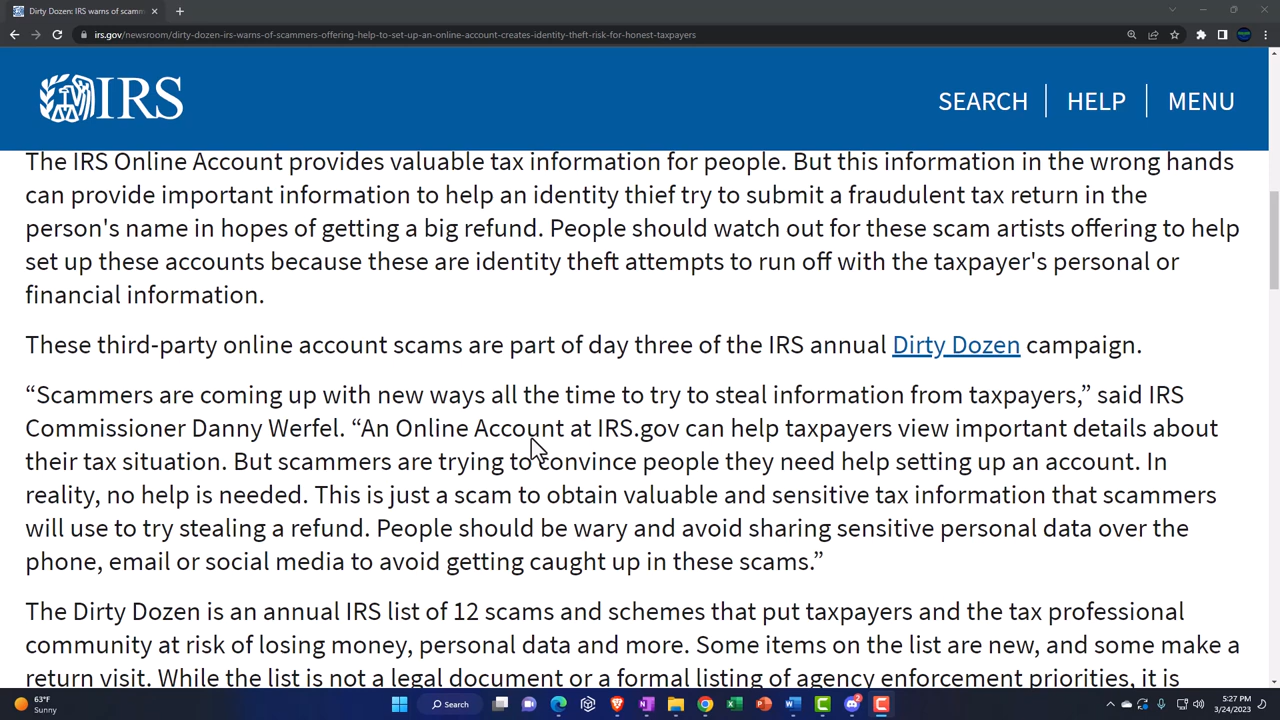 Dirty Dozen: IRS warns of scamm
irs.gov/newsroom/dirty-dozen-irs-warns-of-scammers-offering-help-to-set-up-an-online-account-creates-identity-theft-risk-for-honest-taxpayers
IRS
SEARCH
HELP
MENU
The IRS Online Account provides valuable tax information for people. But this information in the wrong hands
can provide important information to help an identity thief try to submit a fraudulent tax return in the
person's name in hopes of getting a big refund. People should watch out for these scam artists offering to help
set up these accounts because these are identity theft attempts to run off with the taxpayer's personal or
financial information.
These third-party online account scams are part of day three of the IRS annual Dirty Dozen campaign.
“Scammers are coming up with new ways all the time to try to steal information from taxpayers,” said IRS
Commissioner Danny Werfel. “An Online Account at IRS.gov can help taxpayers view important details about
their tax situation. But scammers are trying to convince people they need help setting up an account. In
reality, no help is needed. This is just a scam to obtain valuable and sensitive tax information that scammers
will use to try stealing a refund. People should be wary and avoid sharing sensitive personal data over the
phone, email or social media to avoid getting caught up in these scams.”
The Dirty Dozen is an annual IRS list of 12 scams and schemes that put taxpayers and the tax professional
community at risk of losing money, personal data and more. Some items on the list are new, and some make a
return visit. While the list is not a legal document or a formal listing of agency enforcement priorities, it is
63°F
Sunny
Search
2
5:27 PM
3/24/2023